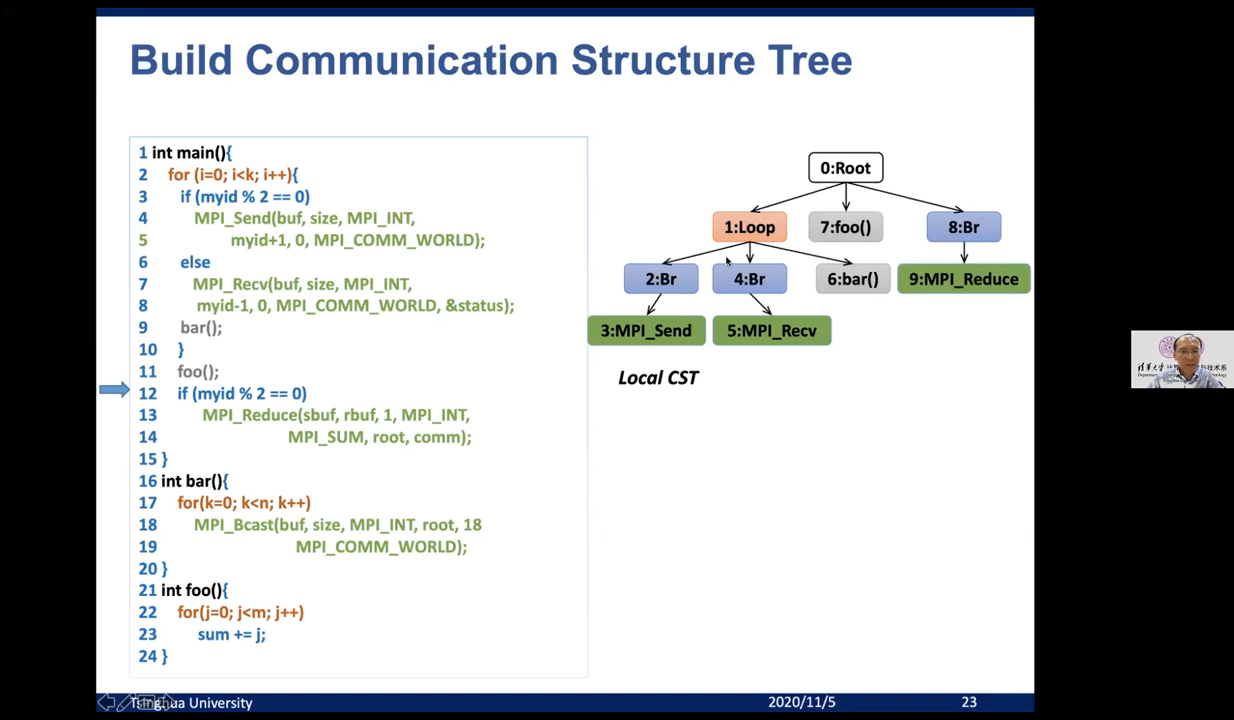 Build Communication Structure Tree
1 int main(){
2 for (i=0; i<k; i++){
3 if (myid % 2 == 0)
4 MPI_Send(buf, size, MPI_INT,
5 myid+1, 0, MPI_COMM_WORLD);
6 else
7 MPI_Recv(buf, size, MPI_INT,
8 myid-1, 0, MPI_COMM_WORLD, &status);
9 bar();
10 }
11 foo();
12 if (myid % 2 == 0)
13 MPI_Reduce(sbuf, rbuf, 1, MPI_INT,
14 MPI_SUM, root, comm);
15 }
16 int bar(){
17 for(k=0; k<n; k++)
18 MPI_Bcast(buf, size, MPI_INT, root, 18
19 MPI_COMM_WORLD);
20 }
21 int foo(){
22 for(j=0; j<m; j++)
23 sum += j;
24 }
0:Root
1:Loop
7:foo()
8:Br
2:Br
4:Br
6:bar()
9:MPI_Reduce
3:MPI_Send
5:MPI_Recv
Local CST
Tsinghua University
2020/11/5
23